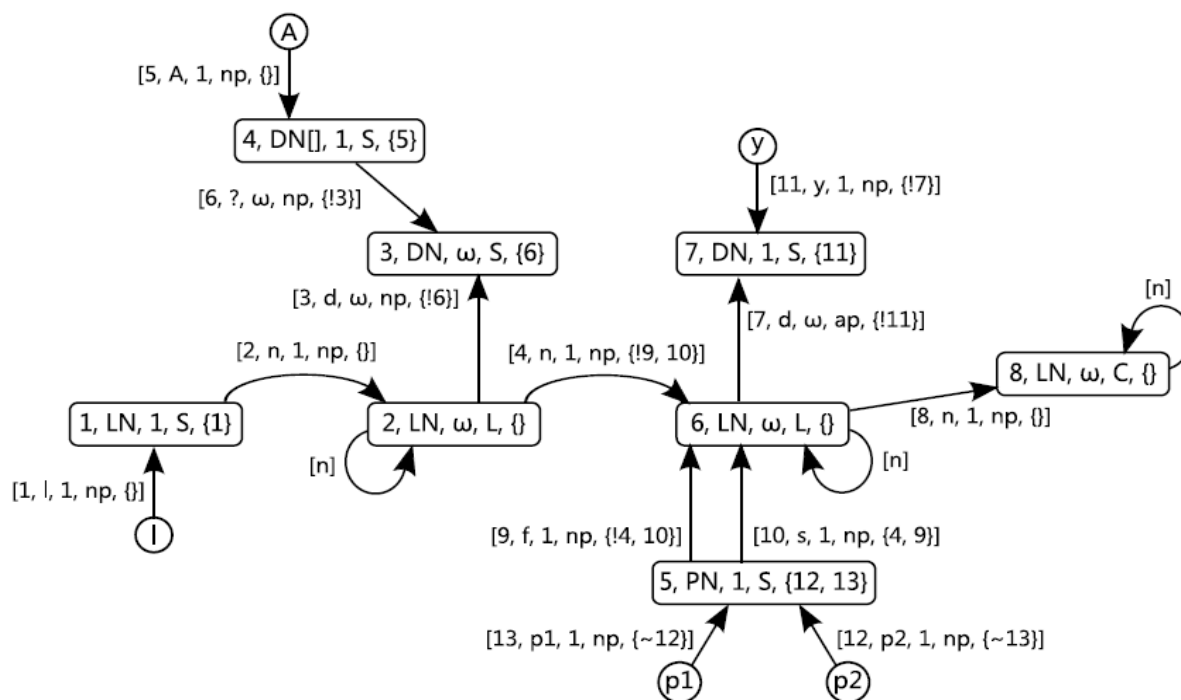 A
[5, A, 1, np, {}]
4, DN[], 1, S, {5}
y
[6, ?, ω, np, {!3}]
[11, y, 1, np, {!7}]
3, DN, ω, S, {6}
7, DN, 1, S, {11}
[3, d, ω, np, {!6}]
[7, d, ω, ap, {!11}]
[n]
[2, n, 1, np, {}]
[4, n, 1, np, {!9, 10}]
8, LN, ω, C, {}
1, LN, 1, S, {1}
2, LN, ω, L, {}
6, LN, ω, L, {}
[8, n, 1, np, {}]
[n]
[n]
[1, l, 1, np, {}]
l
[9, f, 1, np, {!4, 10}]
[10, s, 1, np, {4, 9}]
5, PN, 1, S, {12, 13}
[13, p1, 1, np, {~12}]
[12, p2, 1, np, {~13}]
p1
p2